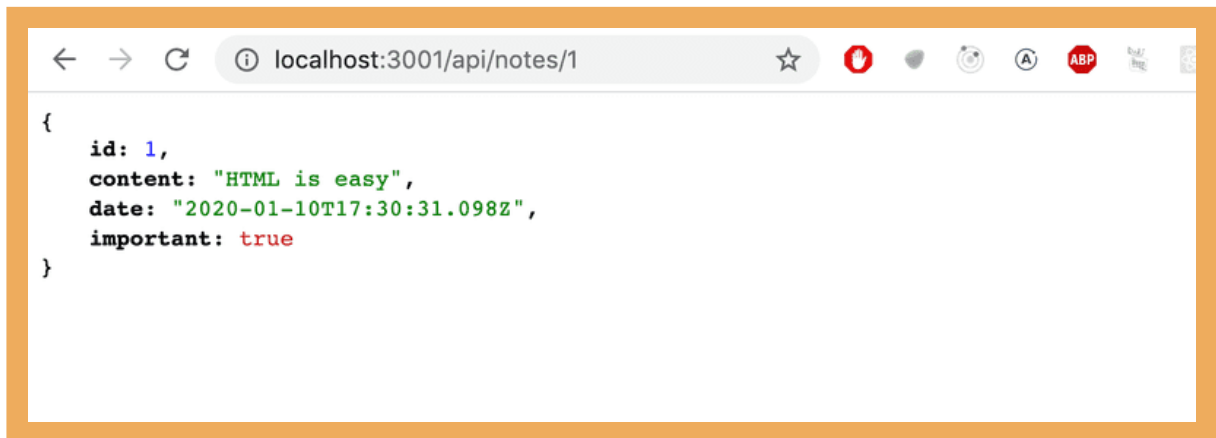 localhost:3001/api/notes/1
A
ABP
{
id: 1,
content: "HTML is easy",
date: "2020-01-10T17:30:31.098Z",
important: true
}